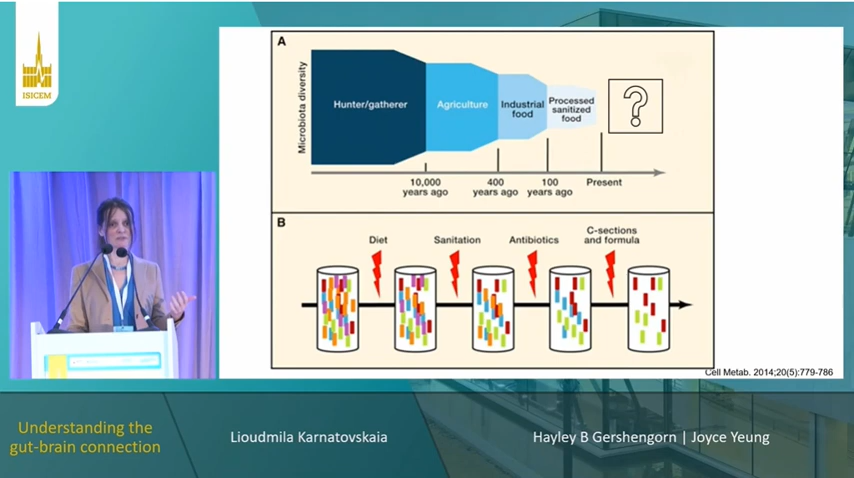 ISICEM
A
Microbiota diversity
Hunter/gatherer
Agriculture
Industrial
food
Processed
sanitized
food
?
10,000
years ago
400
years ago
100
years ago
Present
B
Diet
Sanitation
Antibiotics
C-sections
and formula
Cell Metab. 2014;20(5):779-786
Understanding the
gut-brain connection
Lioudmila Karnatovskaia
Hayley B Gershengorn | Joyce Yeung